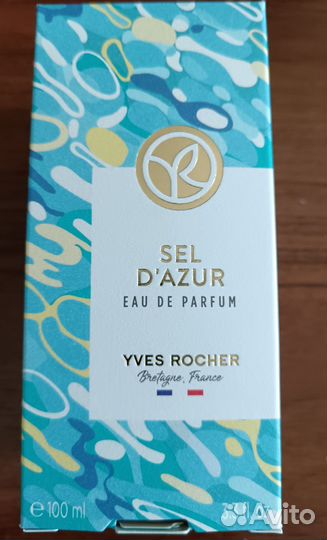 SEL
D'AZUR
EAU DE PARFUM
YVES ROCHER
Bretagne, France
℮ 100 ml
Avito